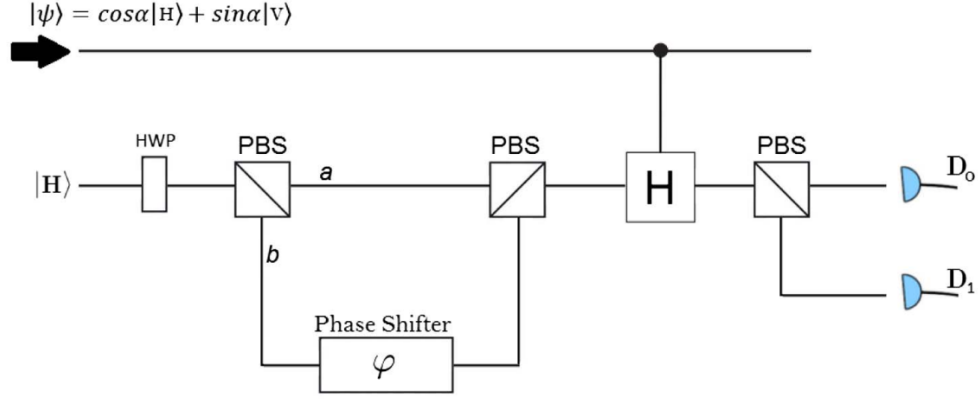 |ψ⟩ = cosα|H⟩ + sinα|V⟩
HWP
PBS
PBS
PBS
|H⟩
a
H
D₀
b
D₁
Phase Shifter
φ